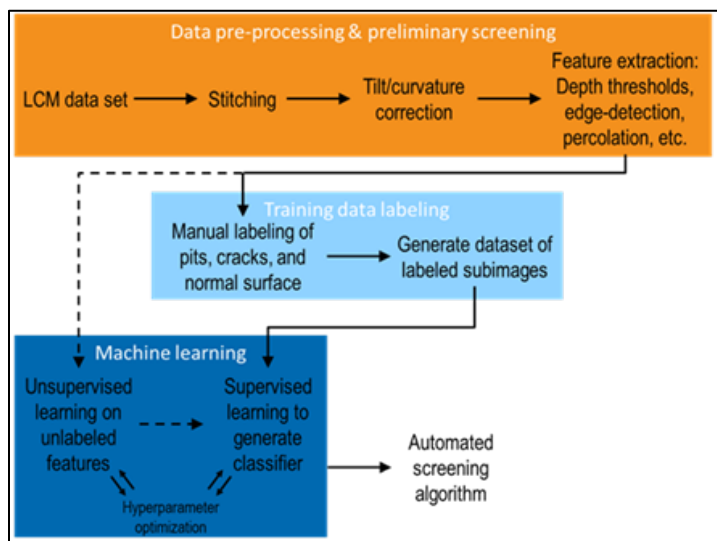 Data pre-processing & preliminary screening
LCM data set
Stitching
Tilt/curvature
correction
Feature extraction:
Depth thresholds,
edge-detection,
percolation, etc.
Training data labeling
Manual labeling of
pits, cracks, and
normal surface
Generate dataset of
labeled subimages
Machine learning
Unsupervised
learning on
unlabeled
features
Supervised
learning to
generate
classifier
Hyperparameter
optimization
Automated
screening
algorithm